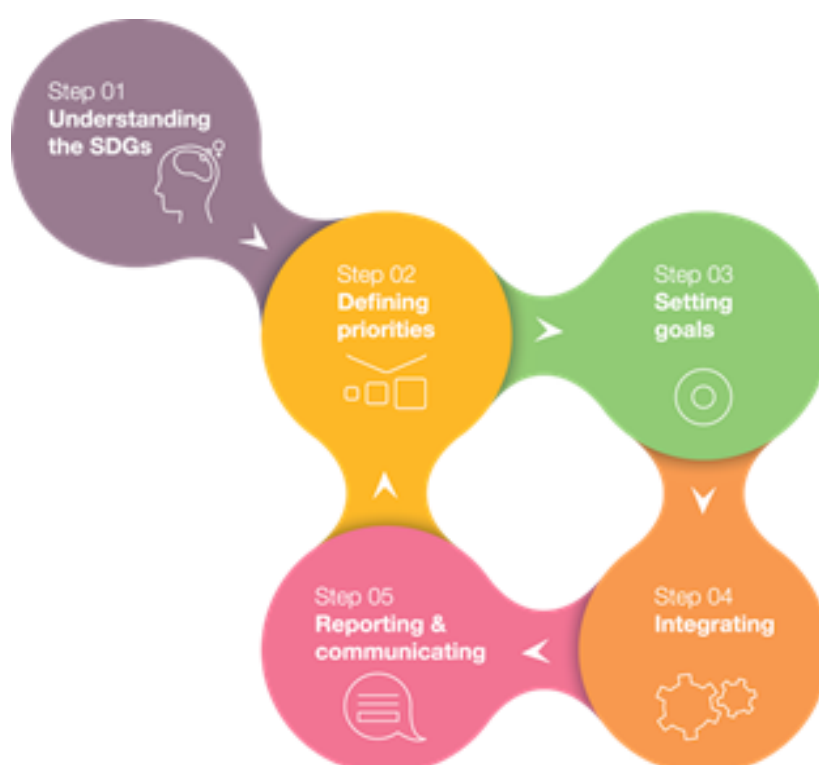 Step 01
Understanding
the SDGs
Step 02
Defining
priorities
Step 03
Setting
goals
Step 04
Integrating
Step 05
Reporting &
communicating